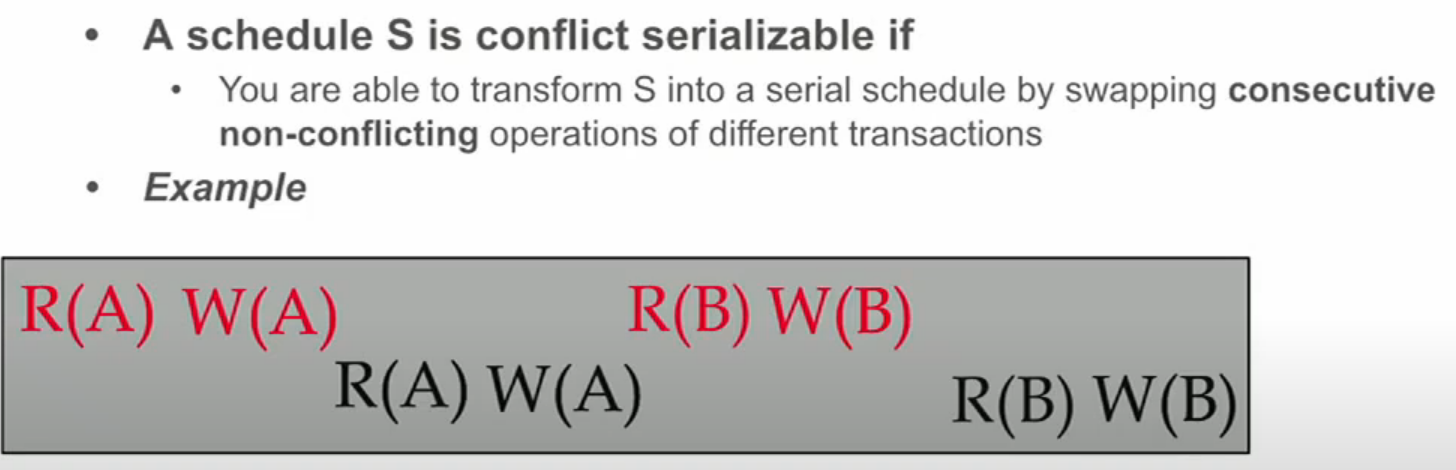 • A schedule S is conflict serializable if
• You are able to transform S into a serial schedule by swapping consecutive
non-conflicting operations of different transactions
• Example
R(A) W(A) R(B) W(B)
R(A) W(A) R(B) W(B)